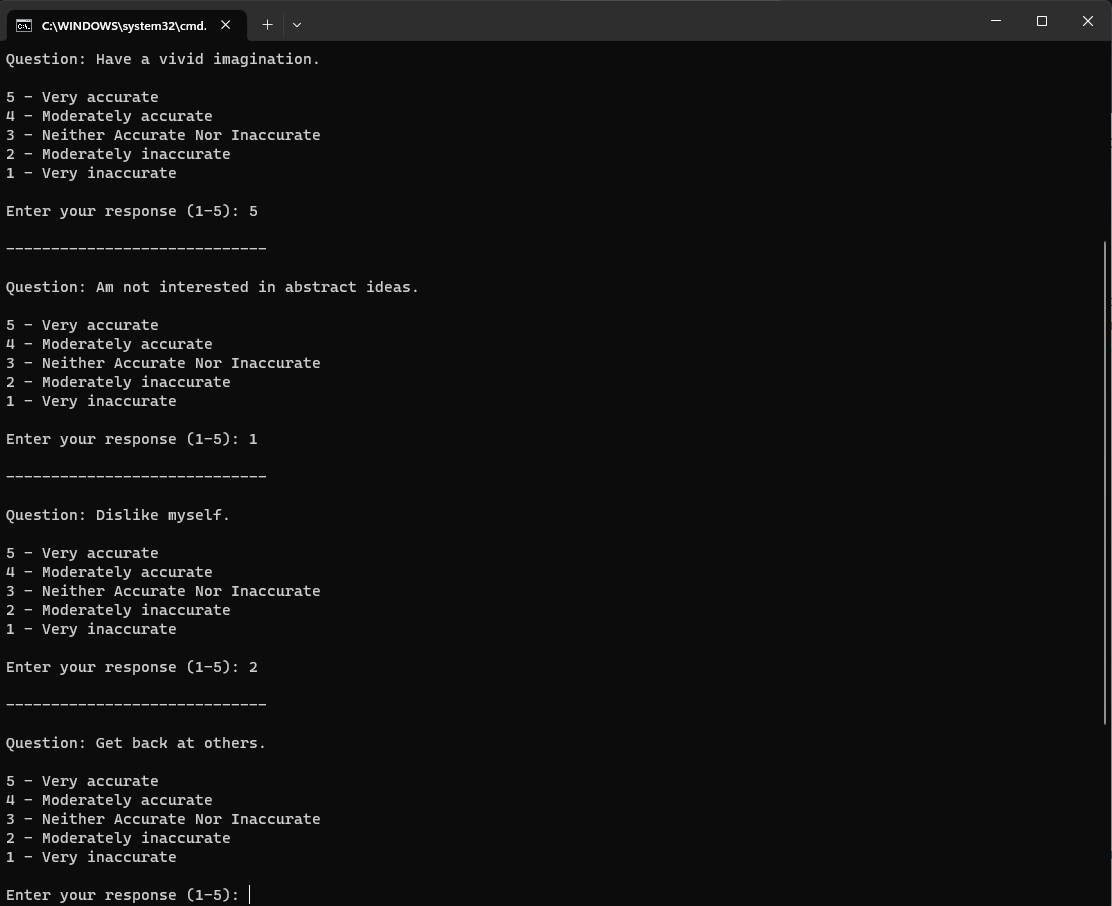 C:\WINDOWS\system32\cmd.
Question: Have a vivid imagination.
5 - Very accurate
4 - Moderately accurate
3 - Neither Accurate Nor Inaccurate
2 - Moderately inaccurate
1 - Very inaccurate
Enter your response (1-5): 5
-----------------------------
Question: Am not interested in abstract ideas.
5 - Very accurate
4 - Moderately accurate
3 - Neither Accurate Nor Inaccurate
2 - Moderately inaccurate
1 - Very inaccurate
Enter your response (1-5): 1
-----------------------------
Question: Dislike myself.
5 - Very accurate
4 - Moderately accurate
3 - Neither Accurate Nor Inaccurate
2 - Moderately inaccurate
1 - Very inaccurate
Enter your response (1-5): 2
-----------------------------
Question: Get back at others.
5 - Very accurate
4 - Moderately accurate
3 - Neither Accurate Nor Inaccurate
2 - Moderately inaccurate
1 - Very inaccurate
Enter your response (1-5):